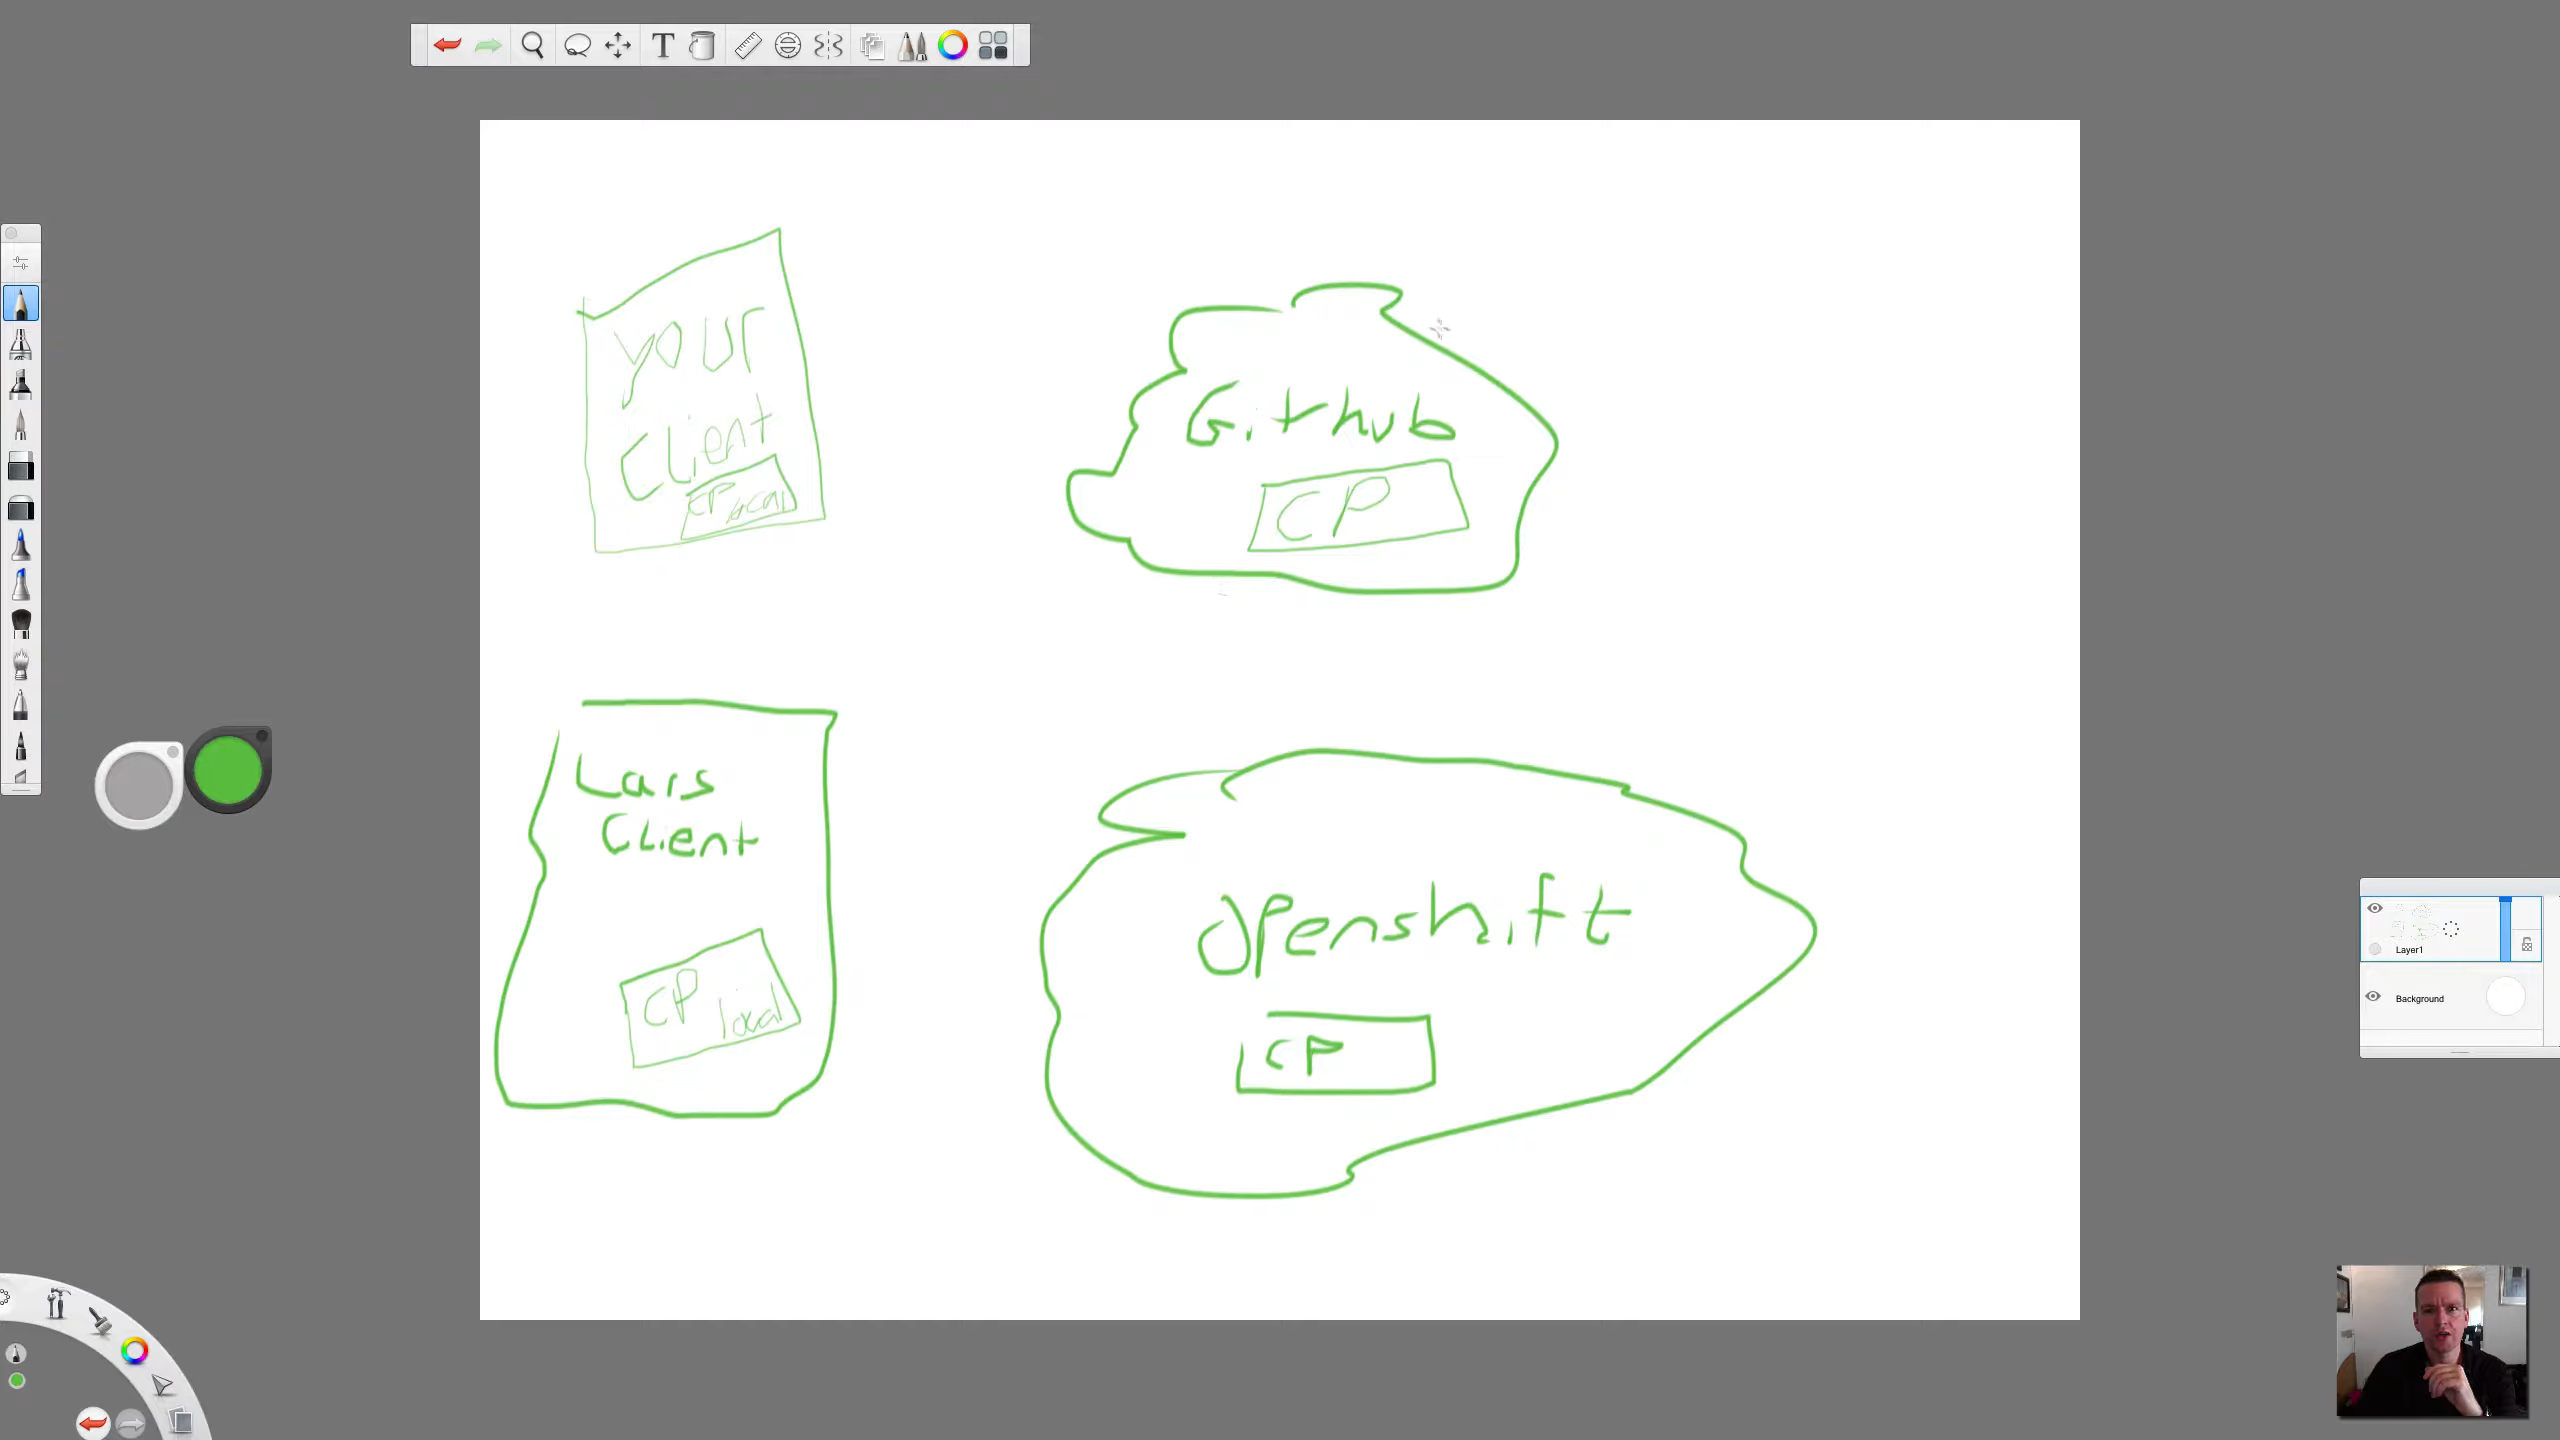 Your
Client
CP local
Github
CP
Lars
Client
CP local
Openshift
CP
Layer1
Background